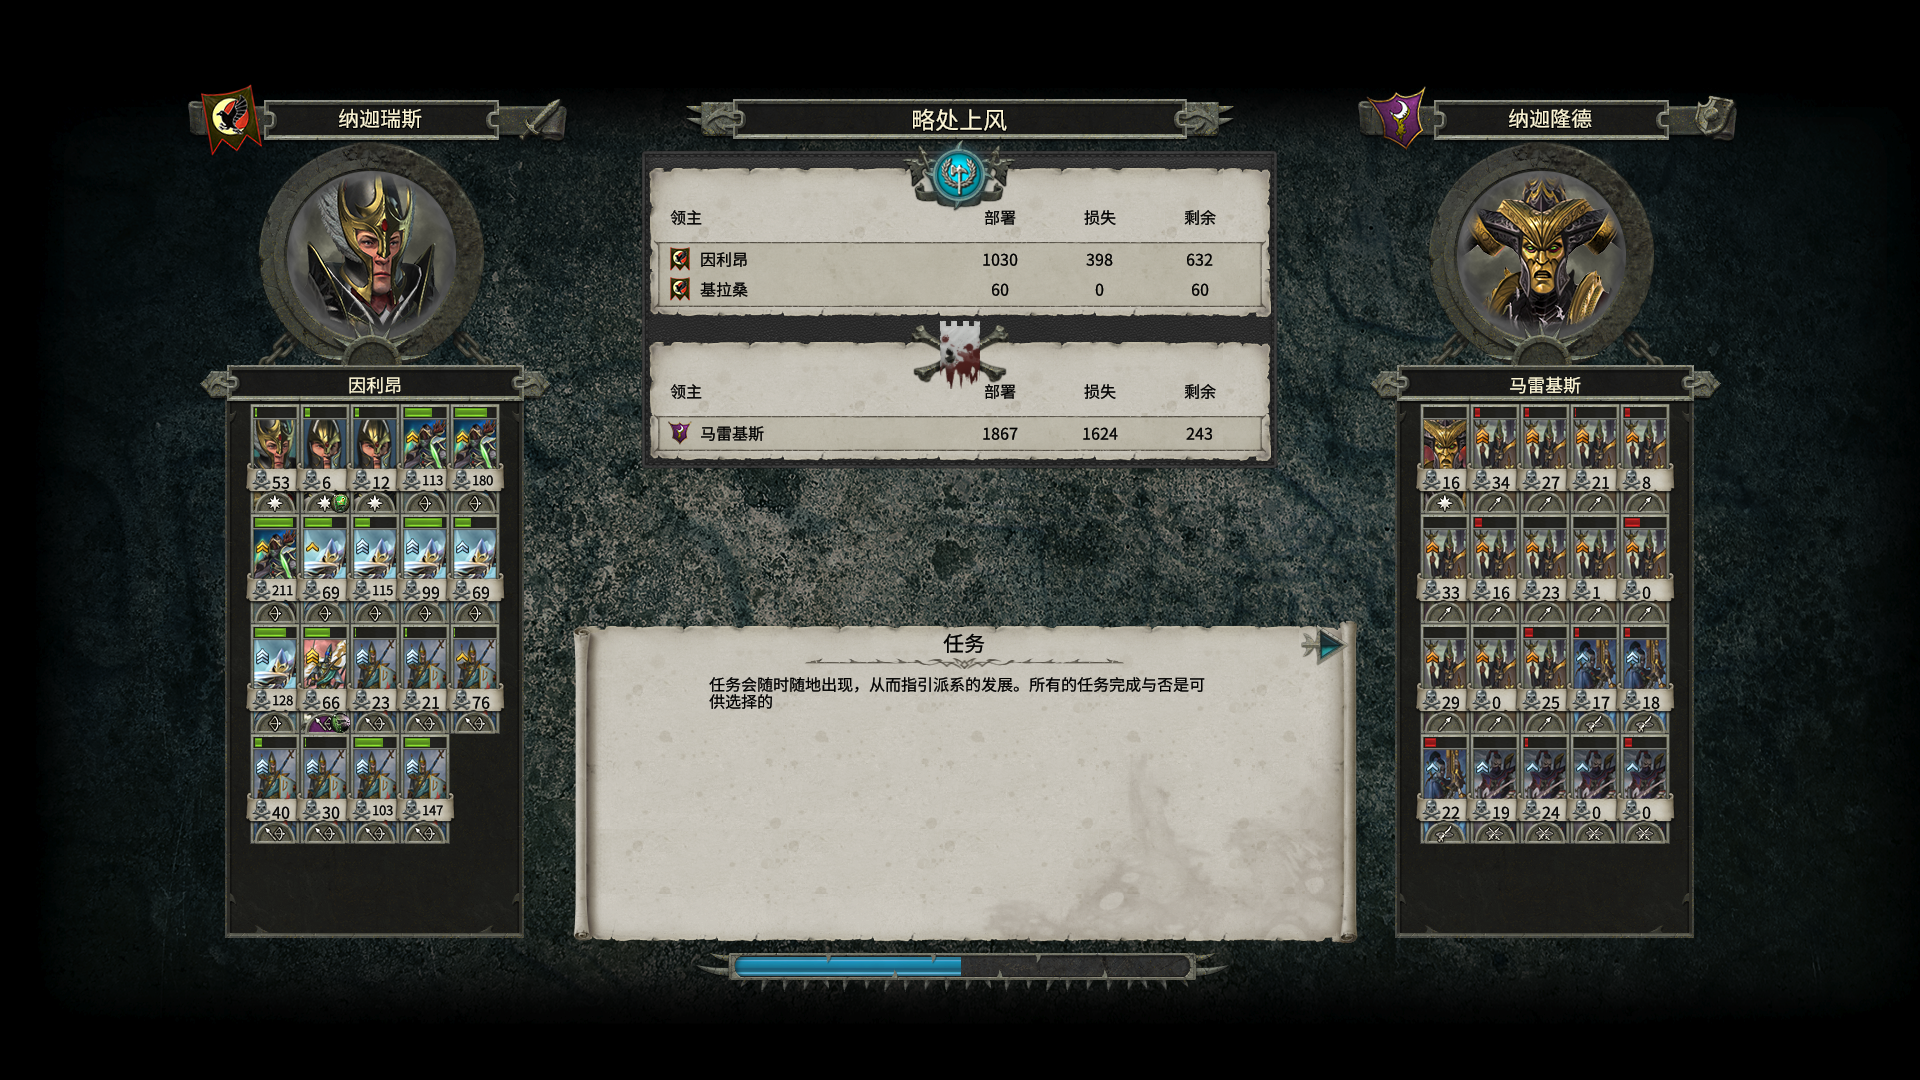 纳迦瑞斯
略处上风
纳迦隆德
领主 部署 损失 剩余
因利昂 1030 398 632
基拉桑 60 0 60
领主 部署 损失 剩余
马雷基斯 1867 1624 243
因利昂
53 6 12 113 180
211 69 115 99 69
128 66 23 21 76
40 30 103 147
马雷基斯
16 34 27 21 8
33 16 23 1 0
29 0 25 17 18
22 19 24 0 0
任务
任务会随时随地出现，从而指引派系的发展。所有的任务完成与否是可
供选择的